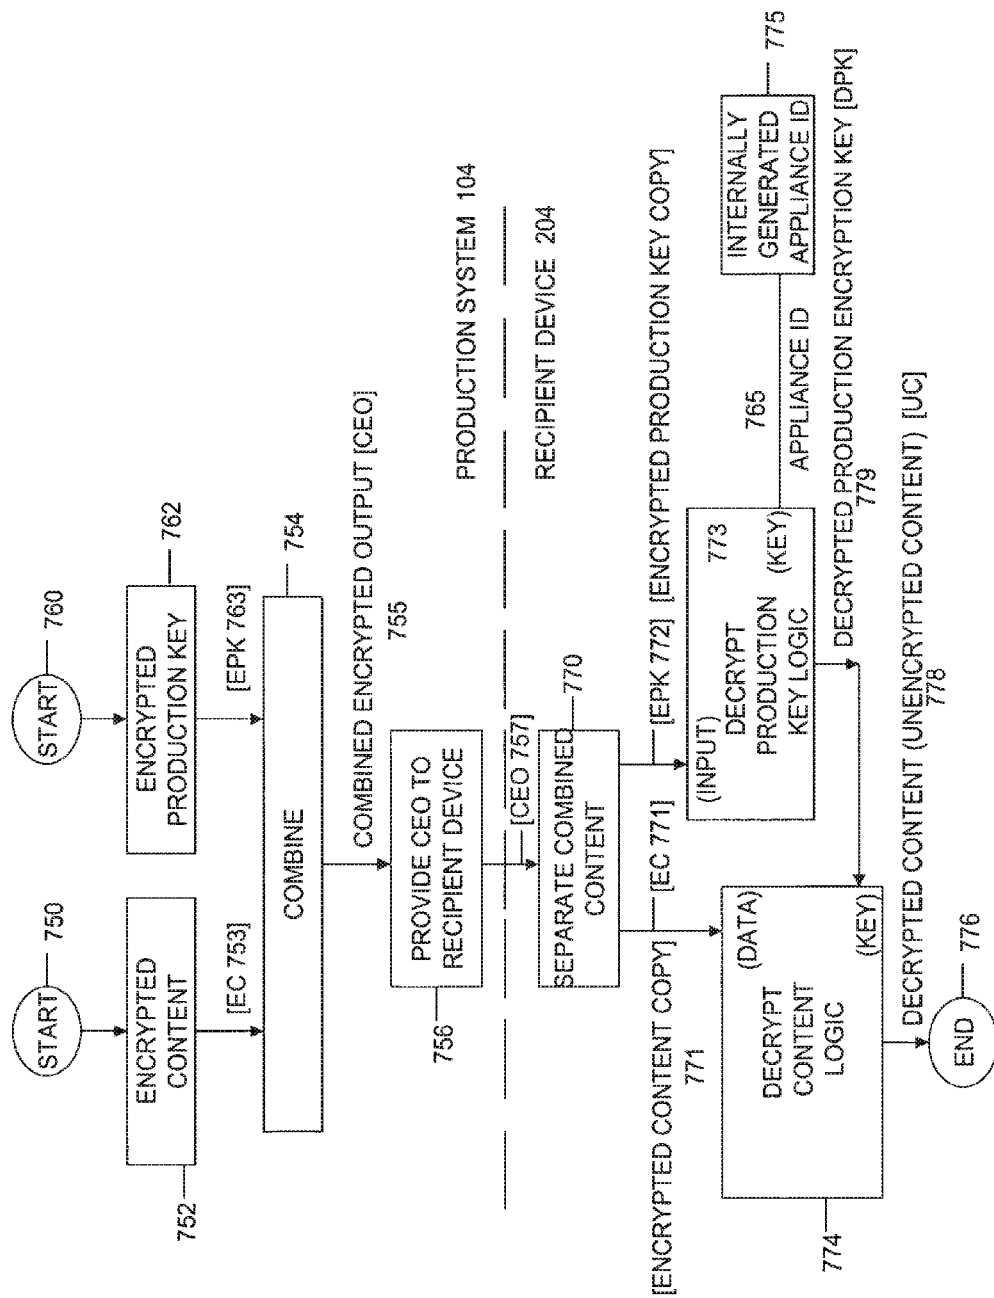 START
750
START
760
ENCRYPTED
CONTENT
752
ENCRYPTED
PRODUCTION KEY
762
[EC 753]
[EPK 763]
COMBINE
754
COMBINED ENCRYPTED OUTPUT [CEO]
755
PROVIDE CEO TO
RECIPIENT DEVICE
756
PRODUCTION SYSTEM 104
RECIPIENT DEVICE 204
[CEO 757]
SEPARATE COMBINED
CONTENT
770
[ENCRYPTED CONTENT COPY]
771
[EC 771]
[EPK 772] [ENCRYPTED PRODUCTION KEY COPY]
(INPUT)
773
DECRYPT
PRODUCTION
KEY LOGIC
(KEY)
765
APPLIANCE ID
INTERNALLY
GENERATED
APPLIANCE ID
775
DECRYPTED PRODUCTION ENCRYPTION KEY [DPK]
779
(DATA)
DECRYPT
CONTENT
LOGIC
(KEY)
774
DECRYPTED CONTENT (UNENCRYPTED CONTENT) [UC]
778
END
776